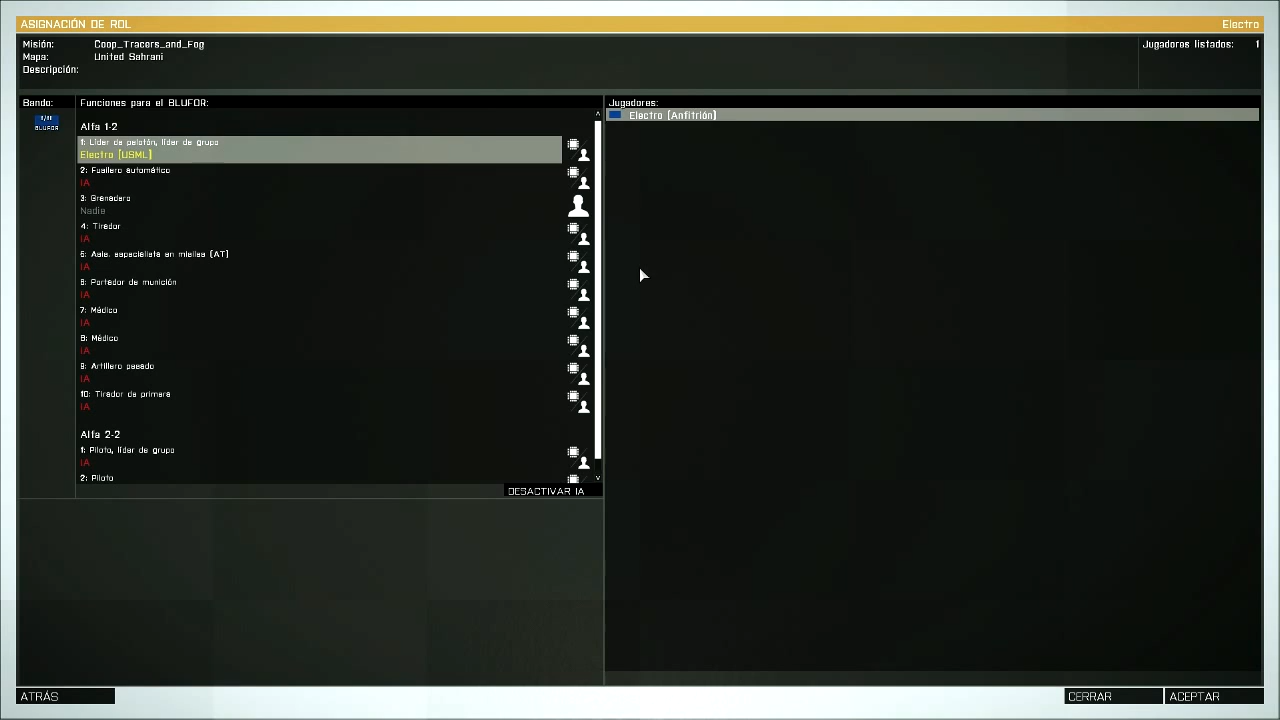 ASIGNACIÓN DE ROL
Electro
Misión: Coop_Tracers_and_Fog
Mapa: United Sahrani
Descripción:
Jugadores listados: 1
Bando:
BLUFOR
Funciones para el BLUFOR:
Alfa 1-2
1: Líder de pelotón, líder de grupo
Electro [USML]
2: Fusilero automático
IA
3: Granadero
Nadie
4: Tirador
IA
5: Asis. especialista en misiles (AT)
IA
6: Portador de munición
IA
7: Médico
IA
8: Médico
IA
9: Artillero pesado
IA
10: Tirador de primera
IA
Alfa 2-2
1: Piloto, líder de grupo
IA
2: Piloto
DESACTIVAR IA
Jugadores:
Electro (Anfitrión)
ATRÁS
CERRAR
ACEPTAR